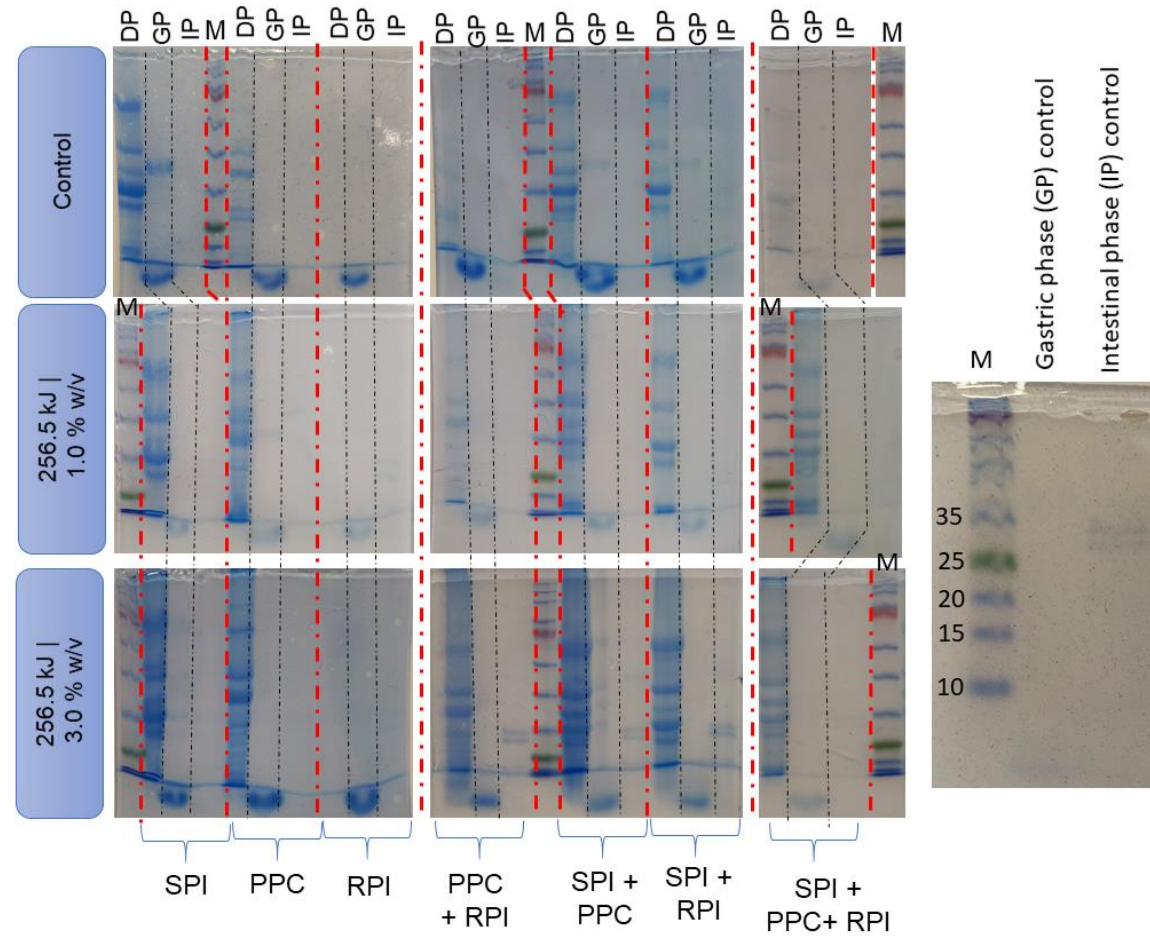 DP GP IP M DP GP IP DP GP IP DP GP IP M DP GP IP DP GP IP DP GP IP M
Control
M M
256.5 kJ |
1.0 % w/v
M
256.5 kJ |
3.0 % w/v
SPI PPC RPI
PPC
+ RPI
SPI +
PPC
SPI +
RPI
SPI +
PPC+ RPI
M
Gastric phase (GP) control
Intestinal phase (IP) control
35
25
20
15
10